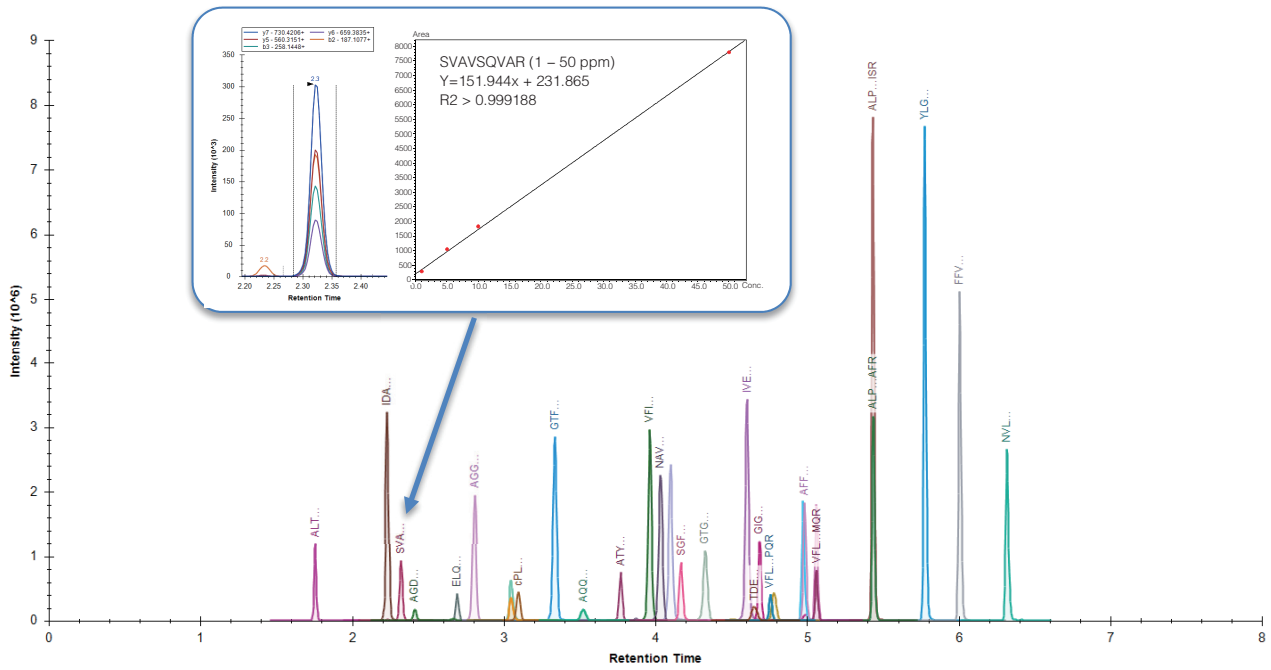 y7 - 730.4206+
y6 - 659.3835+
y5 - 560.3151+
b2 - 187.1077+
b3 - 258.1448+
Intensity (10^3)
350
300
250
200
150
100
50
0
2.3
2.2
2.20
2.25
2.30
2.35
2.40
Retention Time
Area
8000
7500
7000
6500
6000
5500
5000
4500
4000
3500
3000
2500
2000
1500
1000
500
0
SVAVSQVAR (1 – 50 ppm)
Y=151.944x + 231.865
R2 > 0.999188
0.0
5.0
10.0
15.0
20.0
25.0
30.0
35.0
40.0
45.0
50.0
Conc.
Intensity (10^6)
9
8
7
6
5
4
3
2
1
0
ALT...
IDA...
SVA...
AGD...
ELQ...
AGG...
cPL...
GTF...
AQQ...
ATY...
VFI...
NAV...
SGF...
GTG...
IVE...
TDE...
GIG...
VFL...PQR
AFF...
VFL...MQR
ALP...ISR
ALP...AFR
YLG...
FFV...
NVL...
0
1
2
3
4
5
6
7
8
Retention Time